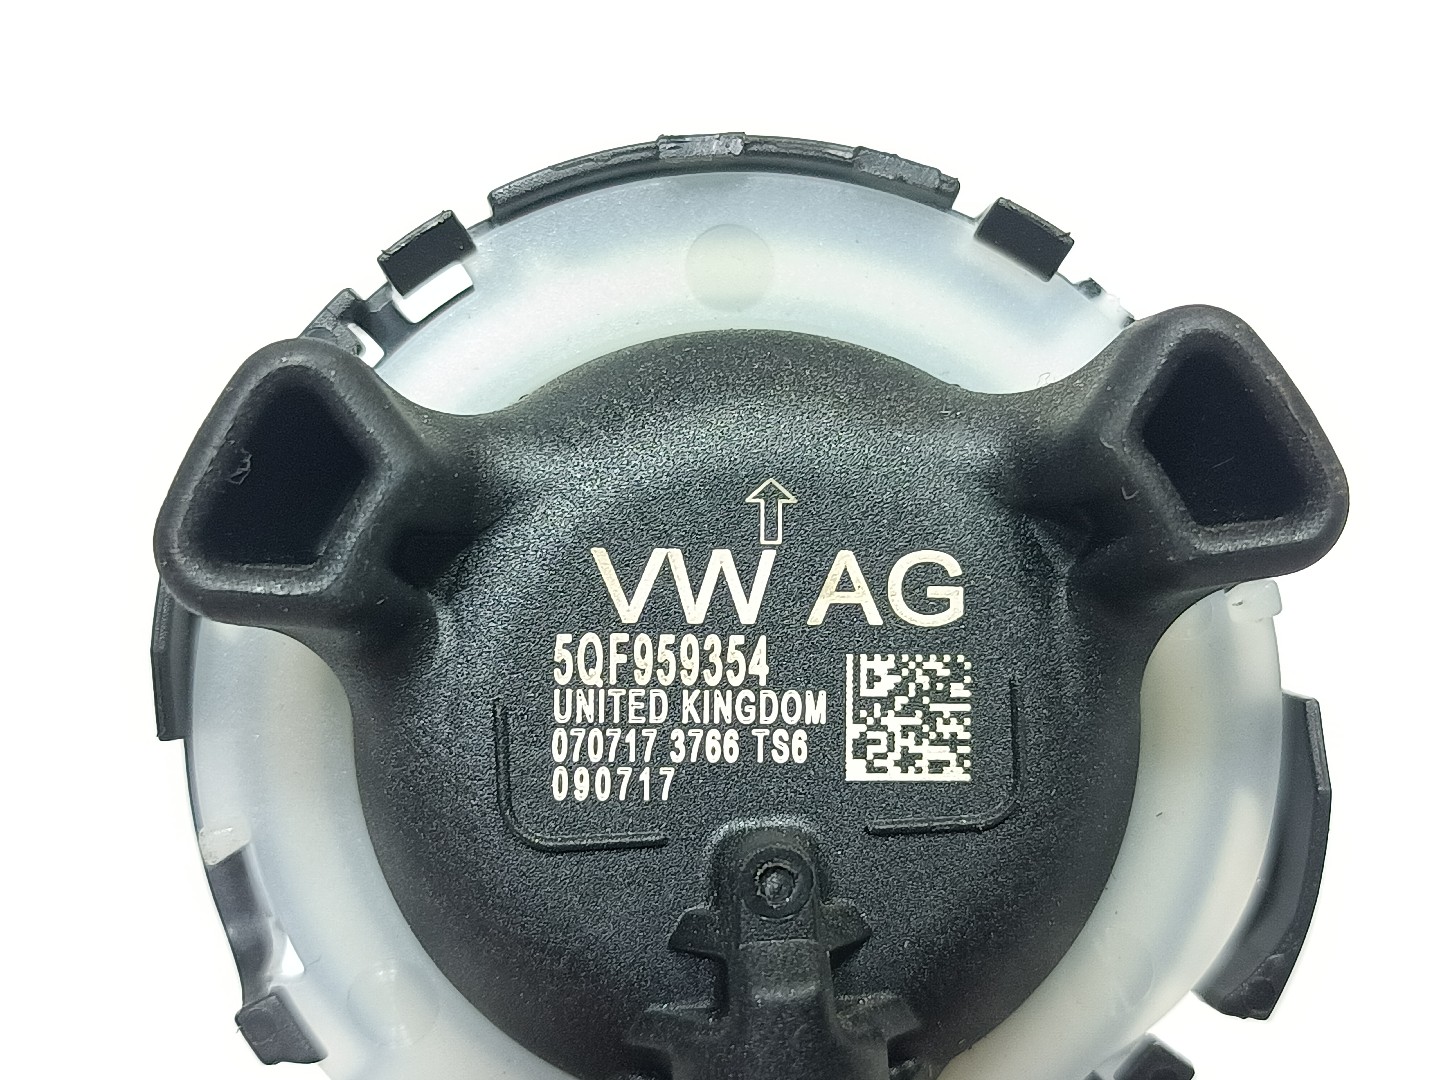 VW AG
5QF959354
UNITED KINGDOM
070717 3766 TS6
090717